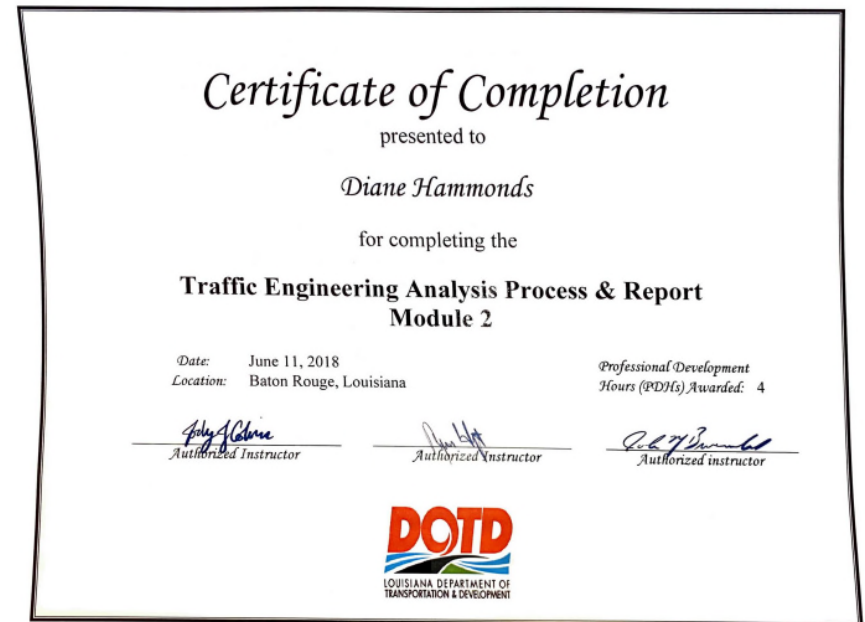 Certificate of Completion
presented to
Diane Hammonds
for completing the
Traffic Engineering Analysis Process & Report
Module 2
Date: June 11, 2018
Location: Baton Rouge, Louisiana
Professional Development
Hours (PDHs) Awarded: 4
Authorized Instructor
Authorized Instructor
Authorized instructor
DOTD
LOUISIANA DEPARTMENT OF
TRANSPORTATION & DEVELOPMENT